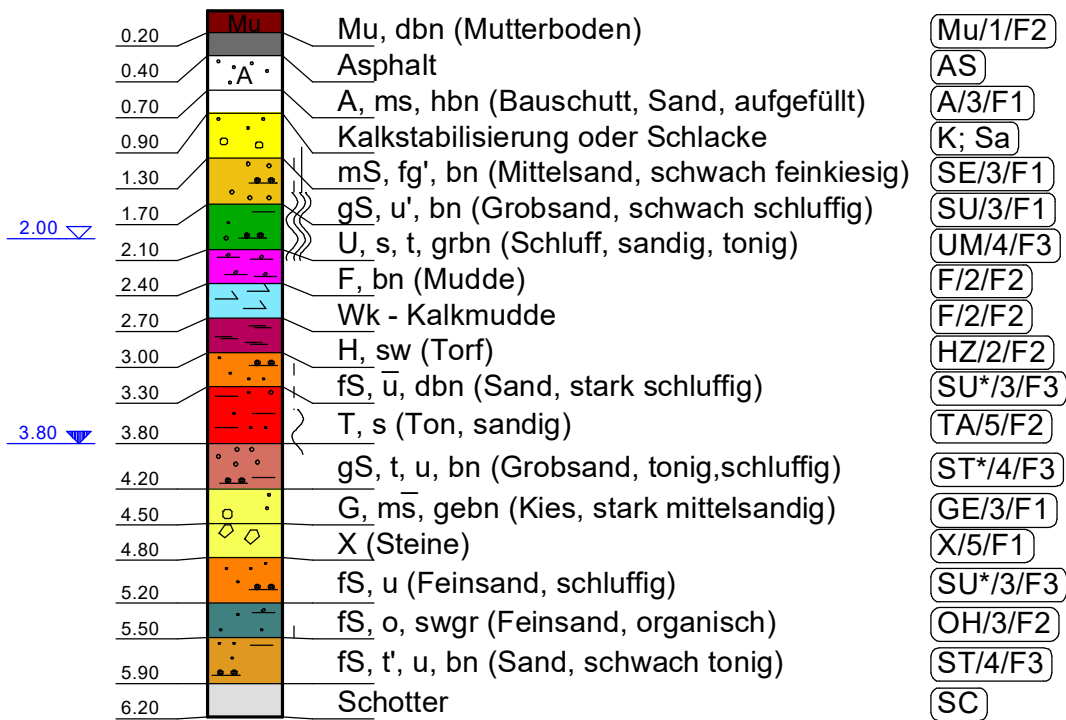 Mu
0.20 Mu, dbn (Mutterboden) Mu/1/F2
0.40 Asphalt AS
A
0.70 A, ms, hbn (Bauschutt, Sand, aufgefüllt) A/3/F1
0.90 Kalkstabilisierung oder Schlacke K; Sa
1.30 mS, fg', bn (Mittelsand, schwach feinkiesig) SE/3/F1
1.70 gS, u', bn (Grobsand, schwach schluffig) SU/3/F1
2.00
2.10 U, s, t, grbn (Schluff, sandig, tonig) UM/4/F3
2.40 F, bn (Mudde) F/2/F2
2.70 Wk - Kalkmudde F/2/F2
3.00 H, sw (Torf) HZ/2/F2
3.30 fS, u̅, dbn (Sand, stark schluffig) SU*/3/F3
3.80 3.80 T, s (Ton, sandig) TA/5/F2
4.20 gS, t, u, bn (Grobsand, tonig,schluffig) ST*/4/F3
4.50 G, ms̅, gebn (Kies, stark mittelsandig) GE/3/F1
4.80 X (Steine) X/5/F1
5.20 fS, u (Feinsand, schluffig) SU*/3/F3
5.50 fS, o, swgr (Feinsand, organisch) OH/3/F2
5.90 fS, t', u, bn (Sand, schwach tonig) ST/4/F3
6.20 Schotter SC